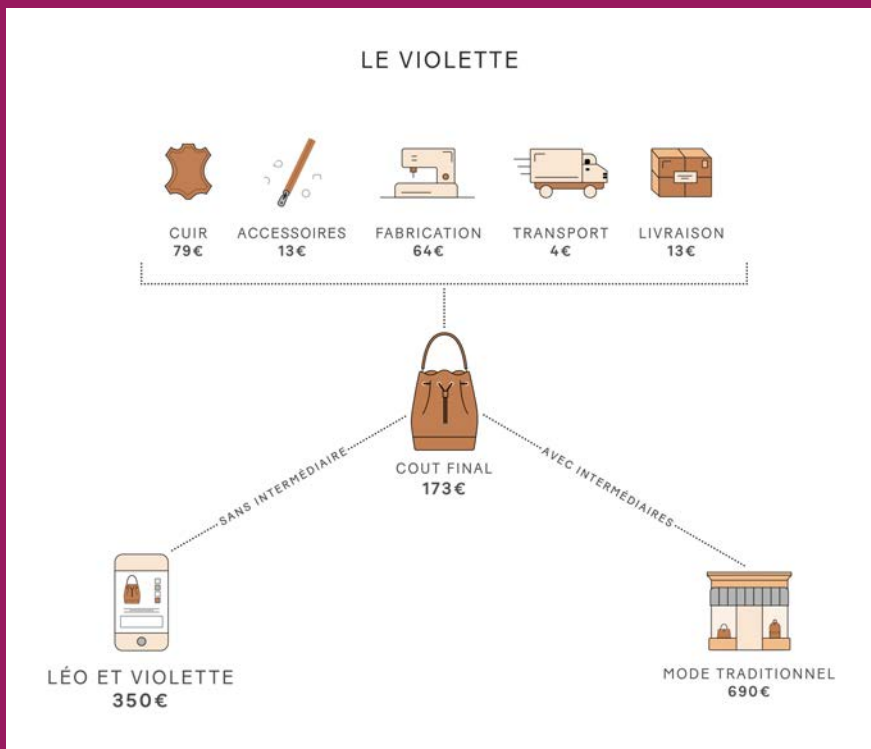 LE VIOLETTE
CUIR
79€
ACCESSOIRES
13€
FABRICATION
64€
TRANSPORT
4€
LIVRAISON
13€
COUT FINAL
173€
SANS INTERMÉDIAIRE
AVEC INTERMÉDIAIRES
LÉO ET VIOLETTE
350€
MODE TRADITIONNEL
690€